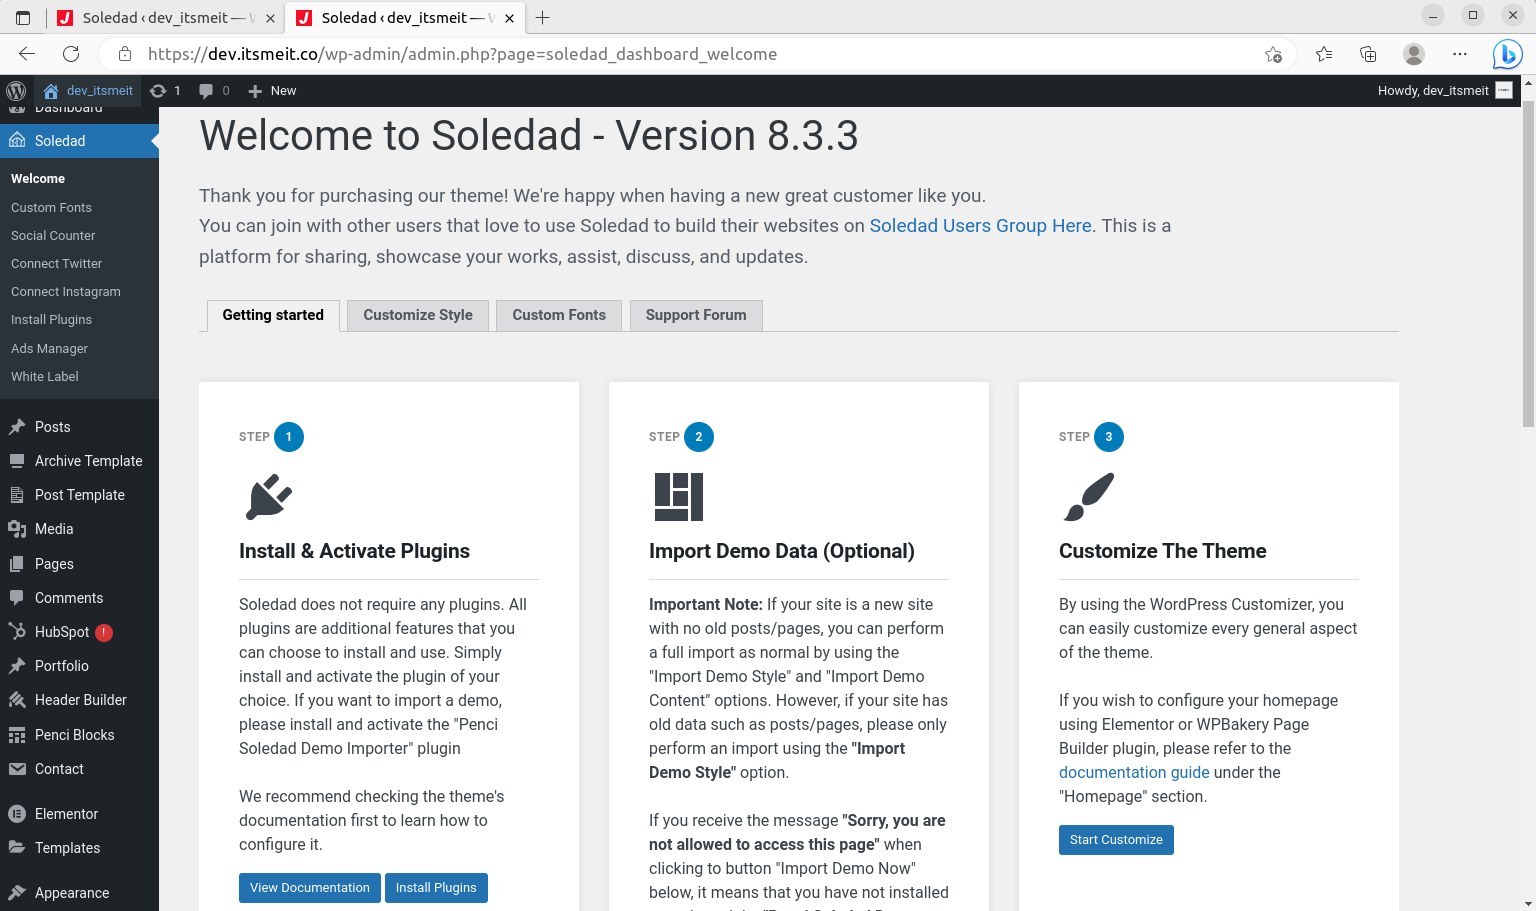 Soledad ‹ dev_itsmeit —
Soledad ‹ dev_itsmeit —
https://dev.itsmeit.co/wp-admin/admin.php?page=soledad_dashboard_welcome
dev_itsmeit 1 0 New Howdy, dev_itsmeit
Dashboard
Soledad
Welcome
Custom Fonts
Social Counter
Connect Twitter
Connect Instagram
Install Plugins
Ads Manager
White Label
Posts
Archive Template
Post Template
Media
Pages
Comments
HubSpot !
Portfolio
Header Builder
Penci Blocks
Contact
Elementor
Templates
Appearance
Welcome to Soledad - Version 8.3.3
Thank you for purchasing our theme! We're happy when having a new great customer like you.
You can join with other users that love to use Soledad to build their websites on Soledad Users Group Here. This is a
platform for sharing, showcase your works, assist, discuss, and updates.
Getting started
Customize Style
Custom Fonts
Support Forum
STEP 1
Install & Activate Plugins
Soledad does not require any plugins. All
plugins are additional features that you
can choose to install and use. Simply
install and activate the plugin of your
choice. If you want to import a demo,
please install and activate the "Penci
Soledad Demo Importer" plugin
We recommend checking the theme's
documentation first to learn how to
configure it.
View Documentation
Install Plugins
STEP 2
Import Demo Data (Optional)
Important Note: If your site is a new site
with no old posts/pages, you can perform
a full import as normal by using the
"Import Demo Style" and "Import Demo
Content" options. However, if your site has
old data such as posts/pages, please only
perform an import using the "Import
Demo Style" option.
If you receive the message "Sorry, you are
not allowed to access this page" when
clicking to button "Import Demo Now"
below, it means that you have not installed
STEP 3
Customize The Theme
By using the WordPress Customizer, you
can easily customize every general aspect
of the theme.
If you wish to configure your homepage
using Elementor or WPBakery Page
Builder plugin, please refer to the
documentation guide under the
"Homepage" section.
Start Customize